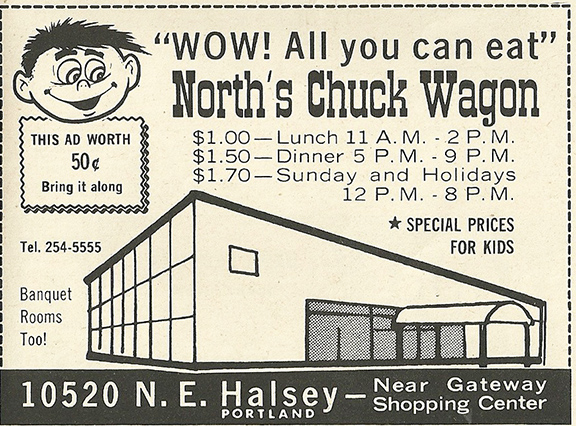 "WOW! All you can eat"
North's Chuck Wagon
THIS AD WORTH
50¢
Bring it along
$1.00—Lunch 11 A.M. - 2 P.M.
$1.50—Dinner 5 P.M. - 9 P.M.
$1.70—Sunday and Holidays
12 P.M. - 8 P.M.
★ SPECIAL PRICES
FOR KIDS
Tel. 254-5555
Banquet
Rooms
Too!
10520 N.E. Halsey—
PORTLAND
Near Gateway
Shopping Center